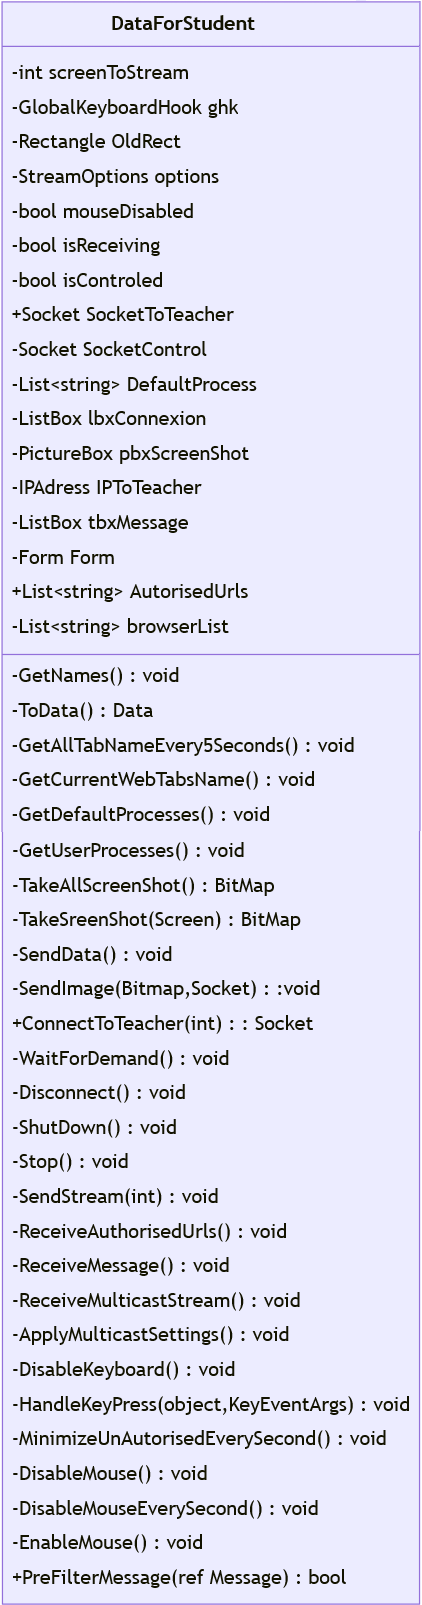 DataForStudent
-int screenToStream
-GlobalKeyboardHook ghk
-Rectangle OldRect
-StreamOptions options
-bool mouseDisabled
-bool isReceiving
-bool isControled
+Socket SocketToTeacher
-Socket SocketControl
-List<string> DefaultProcess
-ListBox lbxConnexion
-PictureBox pbxScreenShot
-IPAdress IPToTeacher
-ListBox tbxMessage
-Form Form
+List<string> AutorisedUrls
-List<string> browserList
-GetNames() : void
-ToData() : Data
-GetAllTabNameEvery5Seconds() : void
-GetCurrentWebTabsName() : void
-GetDefaultProcesses() : void
-GetUserProcesses() : void
-TakeAllScreenShot() : BitMap
-TakeSreenShot(Screen) : BitMap
-SendData() : void
-SendImage(Bitmap,Socket) : :void
+ConnectToTeacher(int) : : Socket
-WaitForDemand() : void
-Disconnect() : void
-ShutDown() : void
-Stop() : void
-SendStream(int) : void
-ReceiveAuthorisedUrls() : void
-ReceiveMessage() : void
-ReceiveMulticastStream() : void
-ApplyMulticastSettings() : void
-DisableKeyboard() : void
-HandleKeyPress(object,KeyEventArgs) : void
-MinimizeUnAutorisedEverySecond() : void
-DisableMouse() : void
-DisableMouseEverySecond() : void
-EnableMouse() : void
+PreFilterMessage(ref Message) : bool